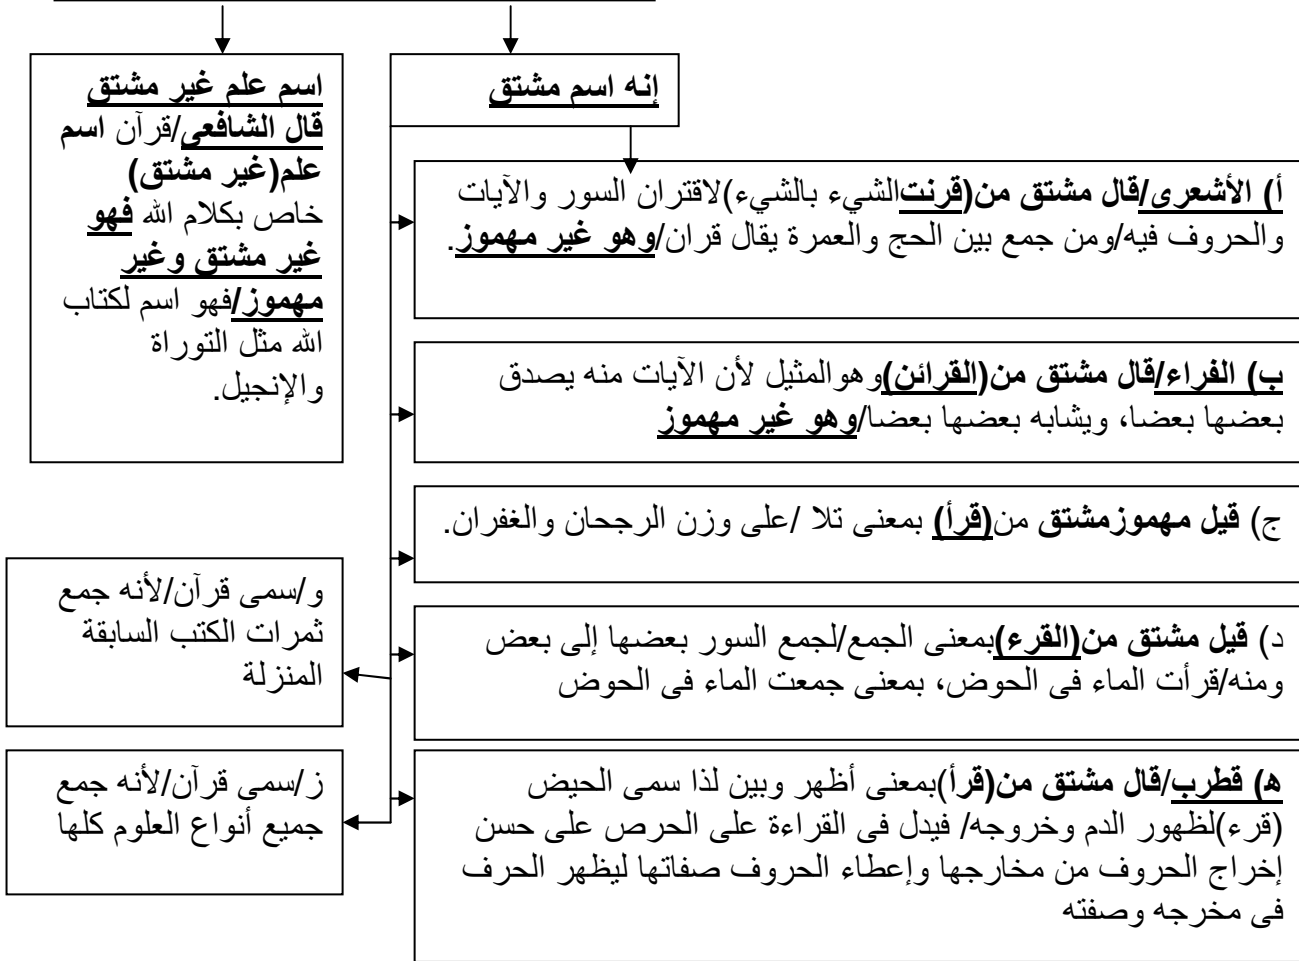 إنه اسم مشتق
أ) الأشعرى/قال مشتق من(قرنت الشيء بالشيء)لاقتران السور والآيات
والحروف فيه/ومن جمع بين الحج والعمرة يقال قران/وهو غير مهموز.
ب) الفراء/قال مشتق من(القرائن)وهوالمثيل لأن الآيات منه يصدق
بعضها بعضا، ويشابه بعضها بعضا/وهو غير مهموز
ج) قيل مهموزمشتق من(قرأ) بمعنى تلا /على وزن الرجحان والغفران.
د) قيل مشتق من(القرء)بمعنى الجمع/لجمع السور بعضها إلى بعض
ومنه/قرأت الماء فى الحوض، بمعنى جمعت الماء فى الحوض
ه) قطرب/قال مشتق من(قرأ)بمعنى أظهر وبين لذا سمى الحيض
(قرء)لظهور الدم وخروجه/ فيدل فى القراءة على الحرص على حسن
إخراج الحروف من مخارجها وإعطاء الحروف صفاتها ليظهر الحرف
فى مخرجه وصفته
و/سمى قرآن/لأنه جمع
ثمرات الكتب السابقة
المنزلة
ز/سمى قرآن/لأنه جمع
جميع أنواع العلوم كلها
اسم علم غير مشتق
قال الشافعى/قرآن اسم
علم(غير مشتق)
خاص بكلام الله فهو
غير مشتق وغير
مهموز/فهو اسم لكتاب
الله مثل التوراة
والإنجيل.